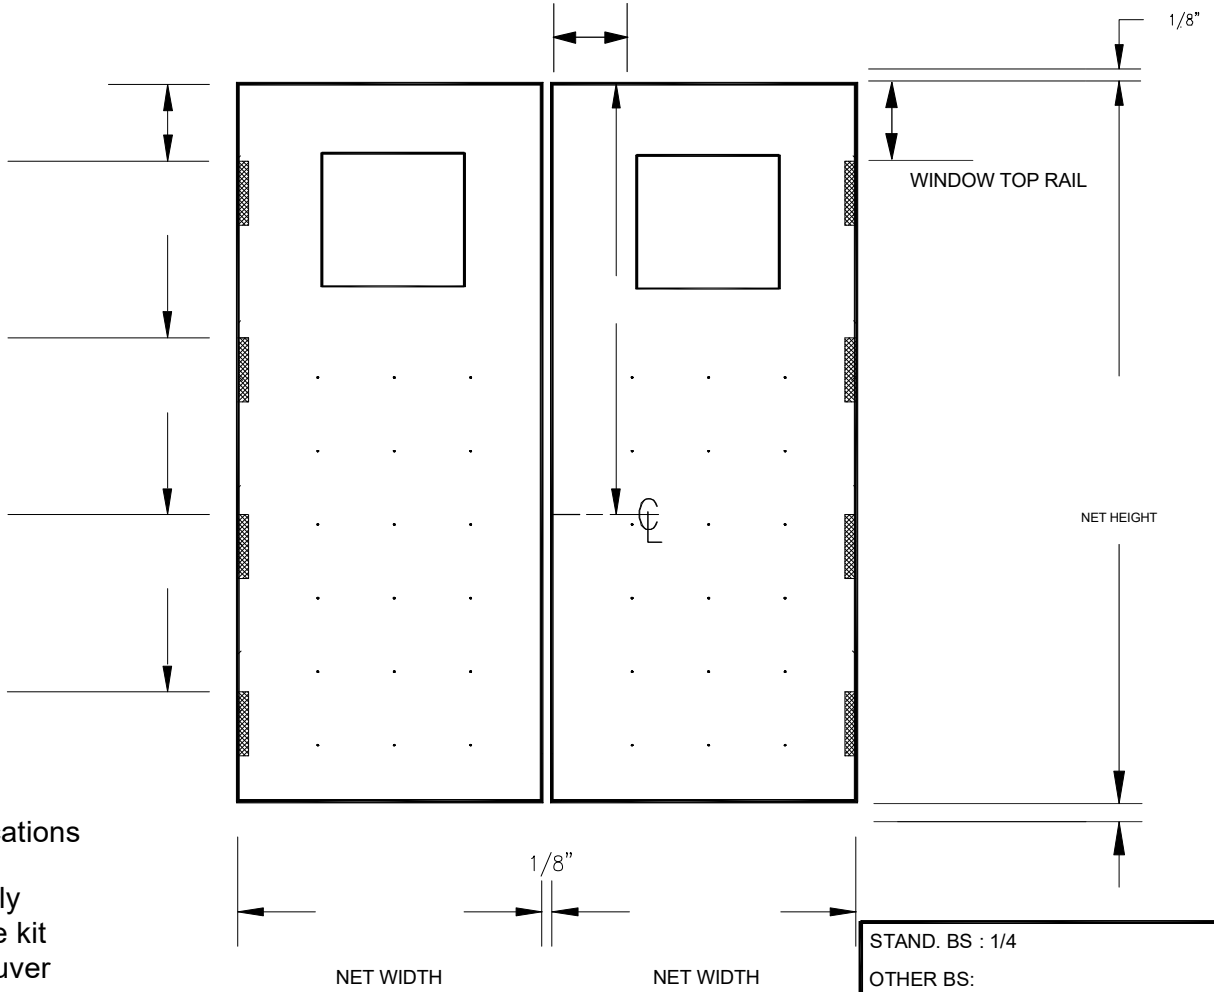 1/8"
WINDOW TOP RAIL
CL
NET HEIGHT
ations
ly
e kit
uver
1/8"
NET WIDTH
NET WIDTH
STAND. BS : 1/4
OTHER BS: